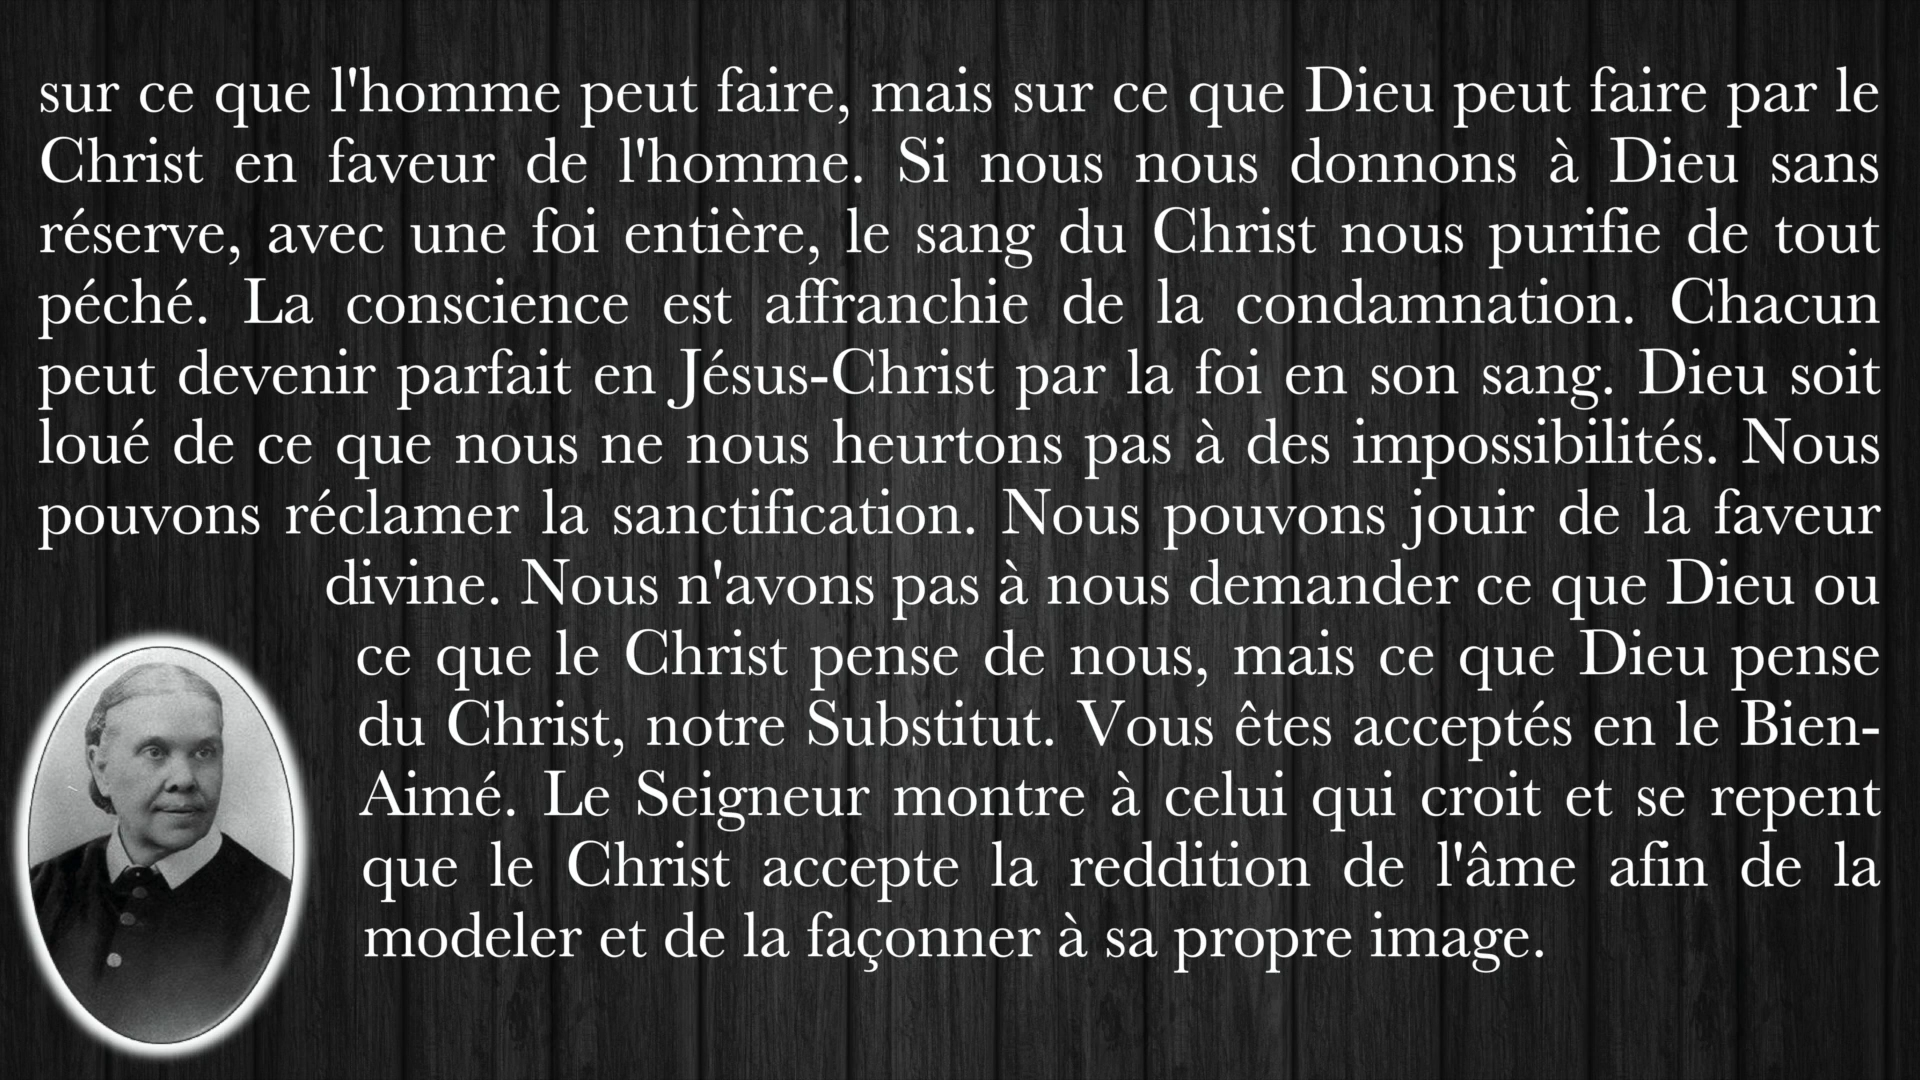 sur ce que l'homme peut faire, mais sur ce que Dieu peut faire par le
Christ en faveur de l'homme. Si nous nous donnons à Dieu sans
réserve, avec une foi entière, le sang du Christ nous purifie de tout
péché. La conscience est affranchie de la condamnation. Chacun
peut devenir parfait en Jésus-Christ par la foi en son sang. Dieu soit
loué de ce que nous ne nous heurtons pas à des impossibilités. Nous
pouvons réclamer la sanctification. Nous pouvons jouir de la faveur
divine. Nous n'avons pas à nous demander ce que Dieu ou
ce que le Christ pense de nous, mais ce que Dieu pense
du Christ, notre Substitut. Vous êtes acceptés en le Bien-
Aimé. Le Seigneur montre à celui qui croit et se repent
que le Christ accepte la reddition de l'âme afin de la
modeler et de la façonner à sa propre image.